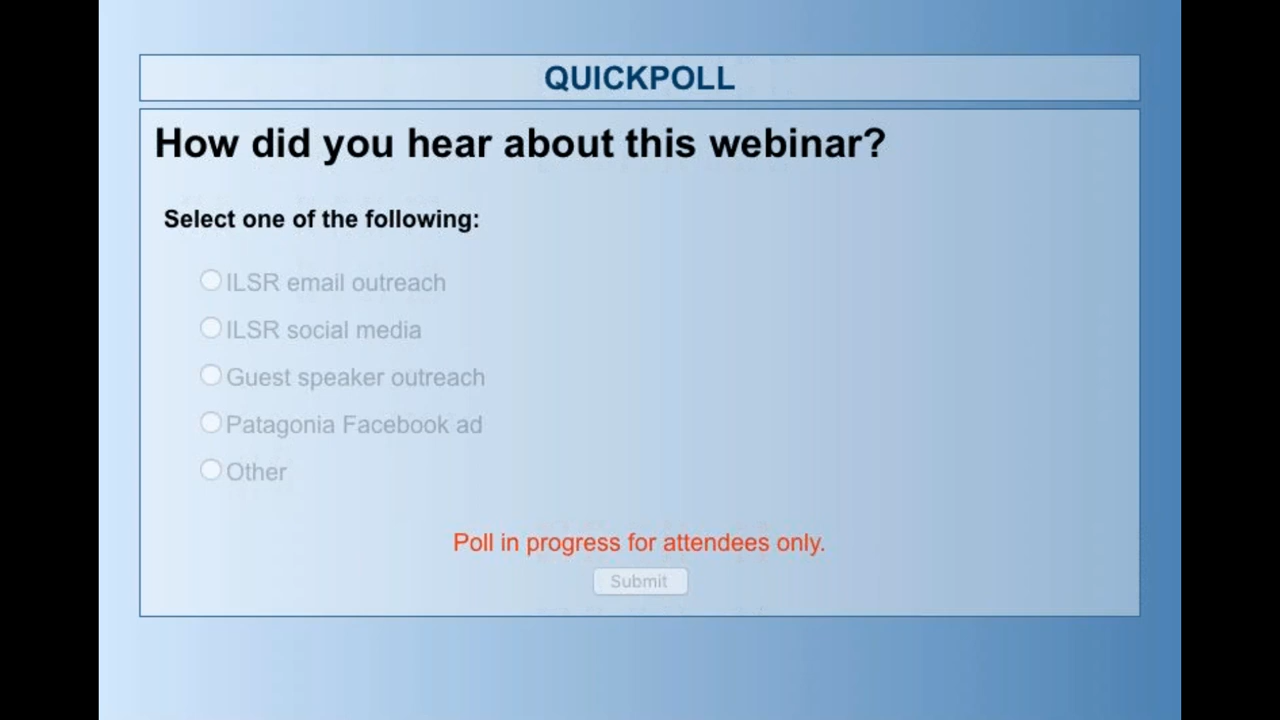 QUICKPOLL
How did you hear about this webinar?
Select one of the following:
ILSR email outreach
ILSR social media
Guest speaker outreach
Patagonia Facebook ad
Other
Poll in progress for attendees only.
Submit